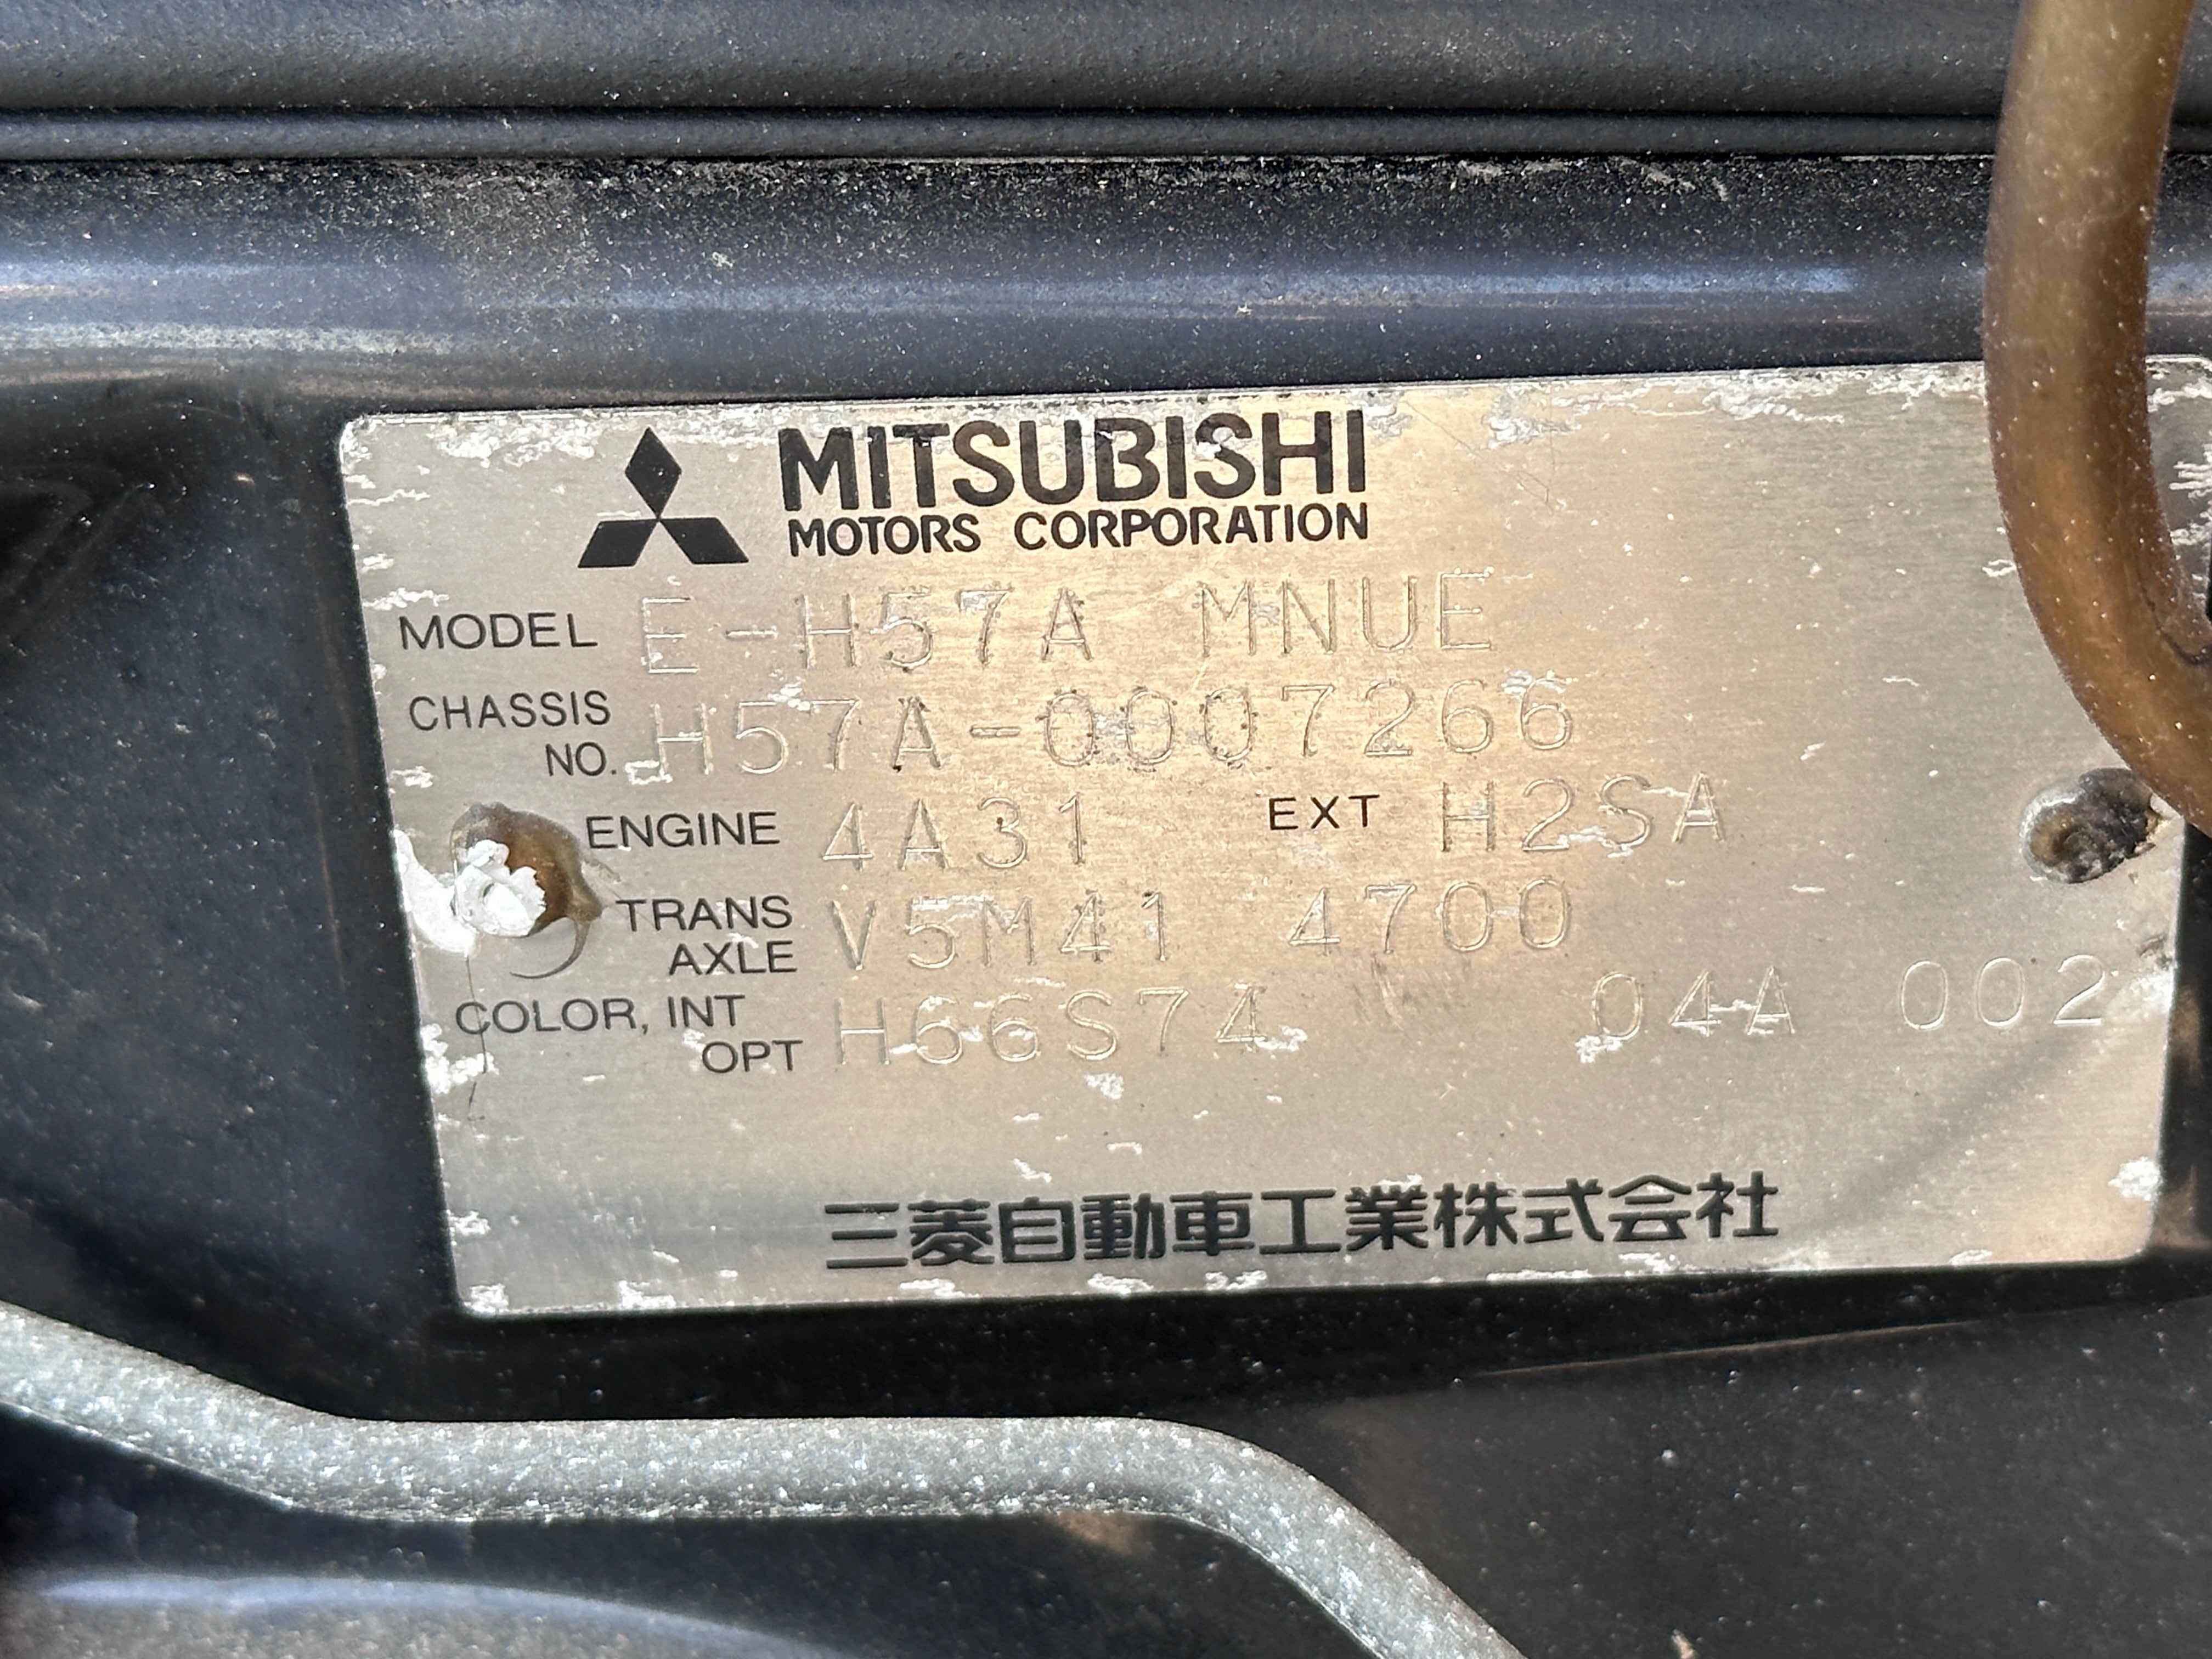 MITSUBISHI
MOTORS CORPORATION
MODEL E-H57A MNUE
CHASSIS NO. H57A-0007266
ENGINE 4A31 EXT H2SA
TRANS AXLE V5M41 4700
COLOR, INT OPT H66S74 04A 002
三菱自動車工業株式会社